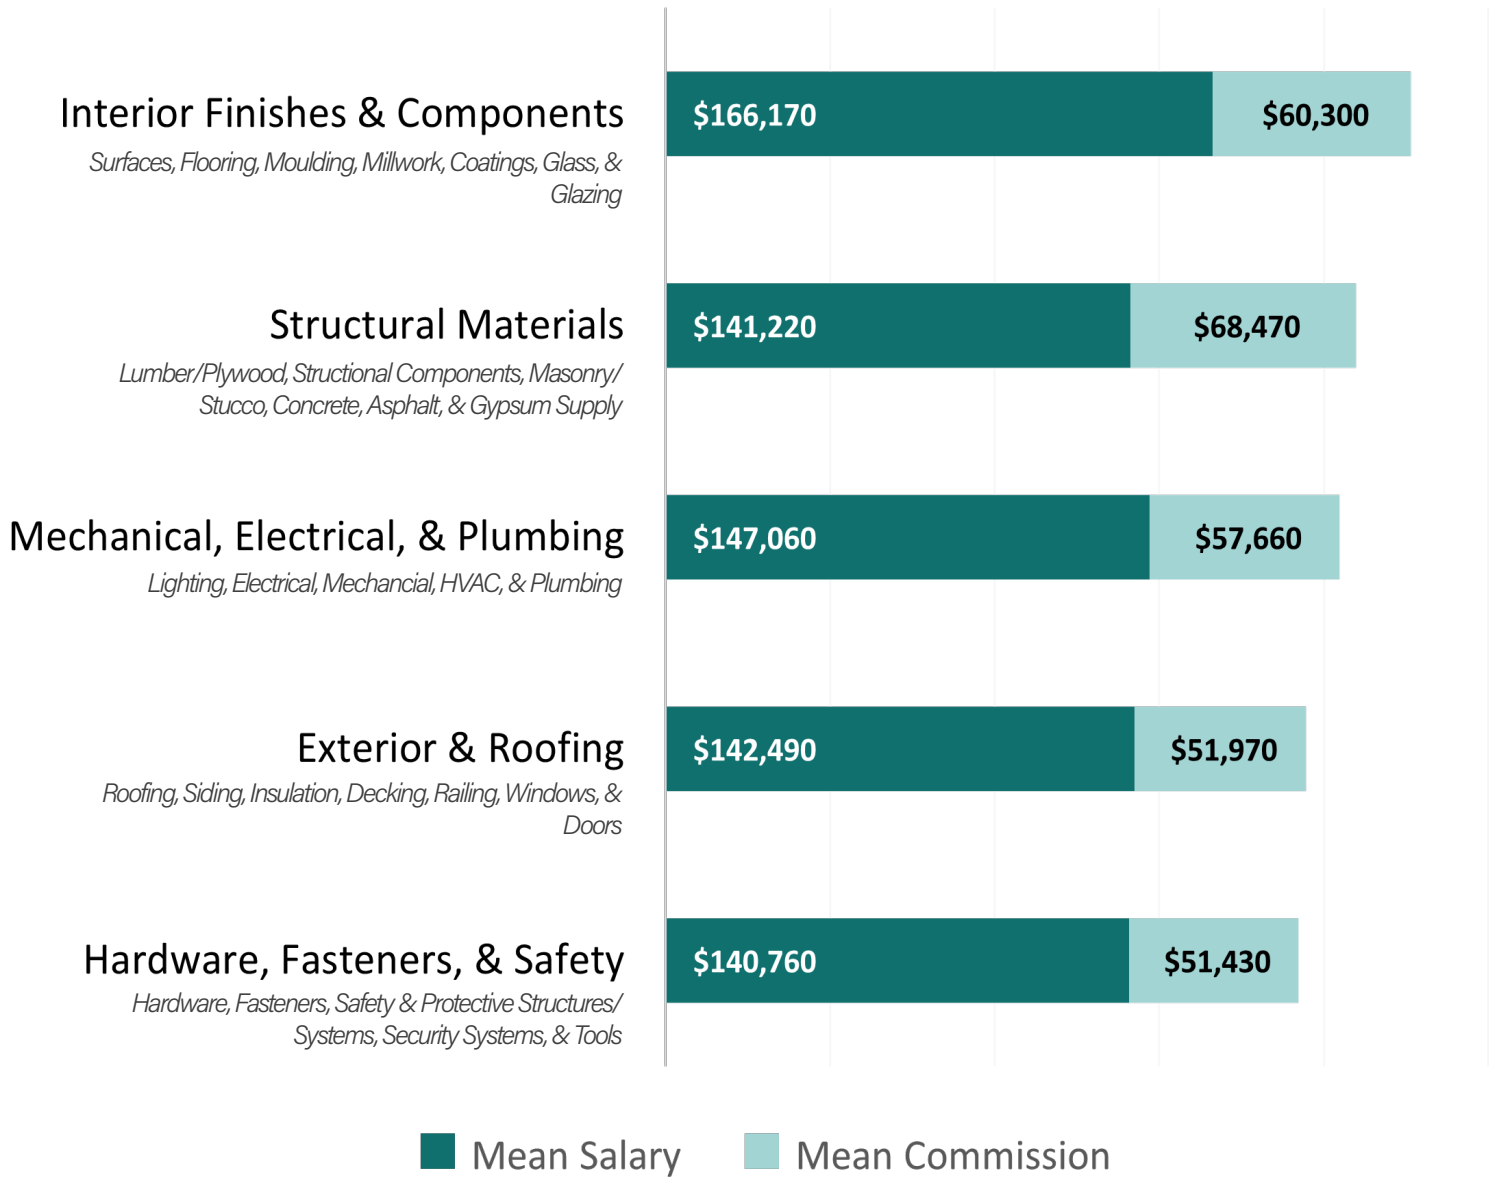 Interior Finishes & Components
$166,170
$60,300
Surfaces, Flooring, Moulding, Millwork, Coatings, Glass, &
Glazing
Structural Materials
$141,220
$68,470
Lumber/Plywood, Structional Components, Masonry/
Stucco, Concrete, Asphalt, & Gypsum Supply
Mechanical, Electrical, & Plumbing
$147,060
$57,660
Lighting, Electrical, Mechancial, HVAC, & Plumbing
Exterior & Roofing
$142,490
$51,970
Roofing, Siding, Insulation, Decking, Railing, Windows, &
Doors
Hardware, Fasteners, & Safety
$140,760
$51,430
Hardware, Fasteners, Safety & Protective Structures/
Systems, Security Systems, & Tools
Mean Salary
Mean Commission